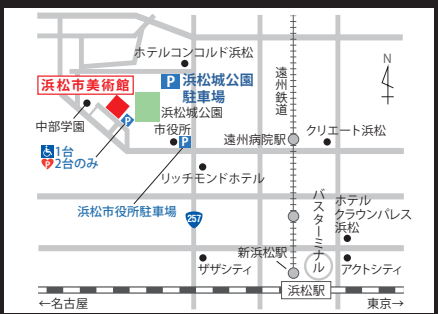 ホテルコンコルド浜松
N
浜松市美術館
P 浜松城公園
駐車場
遠州鉄道
浜松城公園
中部学園
P
市役所
P
遠州病院駅
クリエート浜松
1台
P 2台のみ
リッチモンドホテル
浜松市役所駐車場
257
バスターミナル
ホテル
クラウンパレス
浜松
新浜松駅
ザザシティ
アクトシティ
浜松駅
←名古屋
東京→